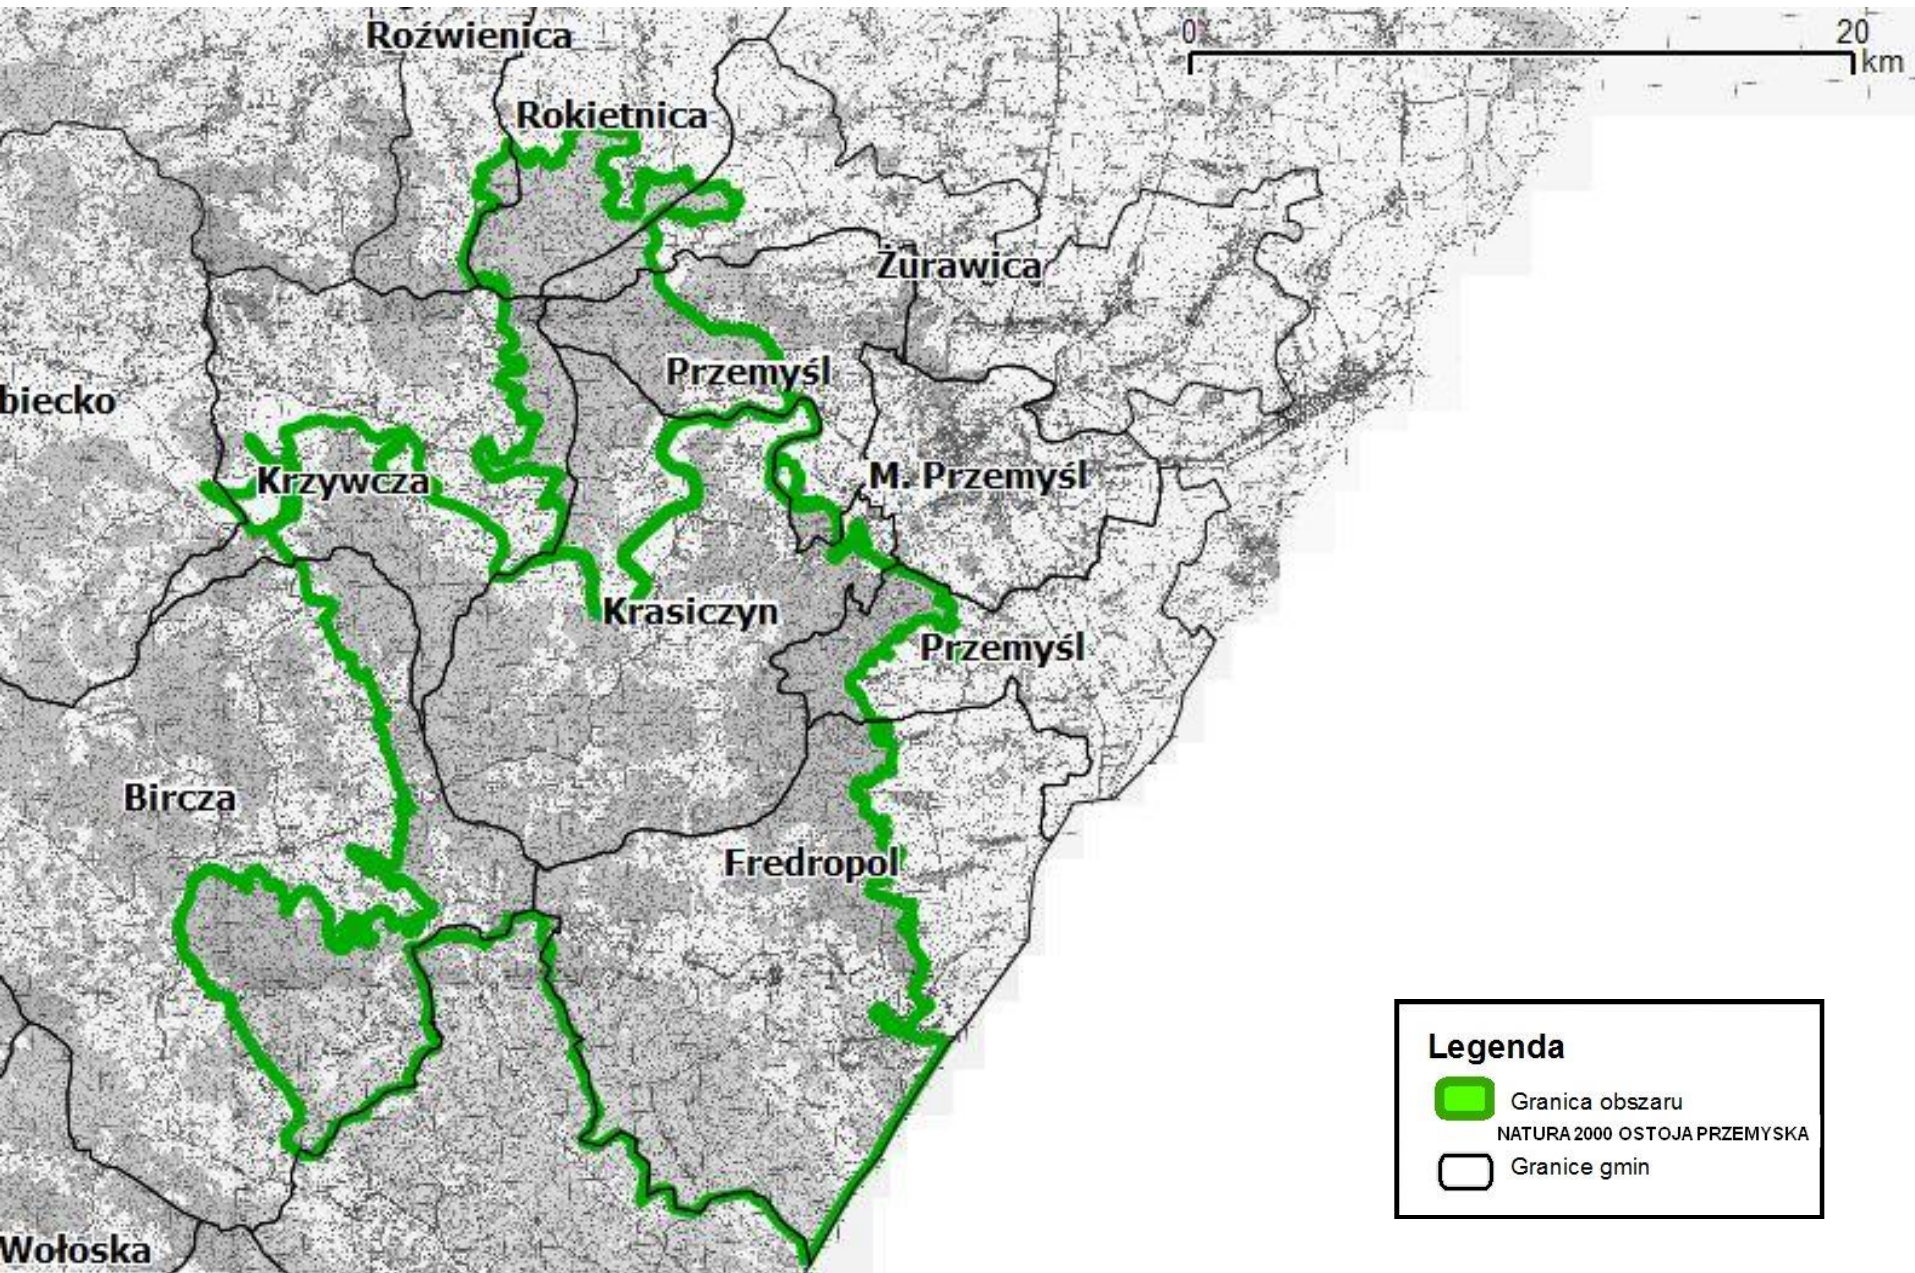 Roźwienica
0
20
km
Rokietnica
Żurawica
Przemyśl
biecko
M. Przemyśl
Krzywcza
Krasiczyn
Przemyśl
Bircza
Fredropol
Wołoska
Legenda
Granica obszaru
NATURA 2000 OSTOJA PRZEMYSKA
Granice gmin